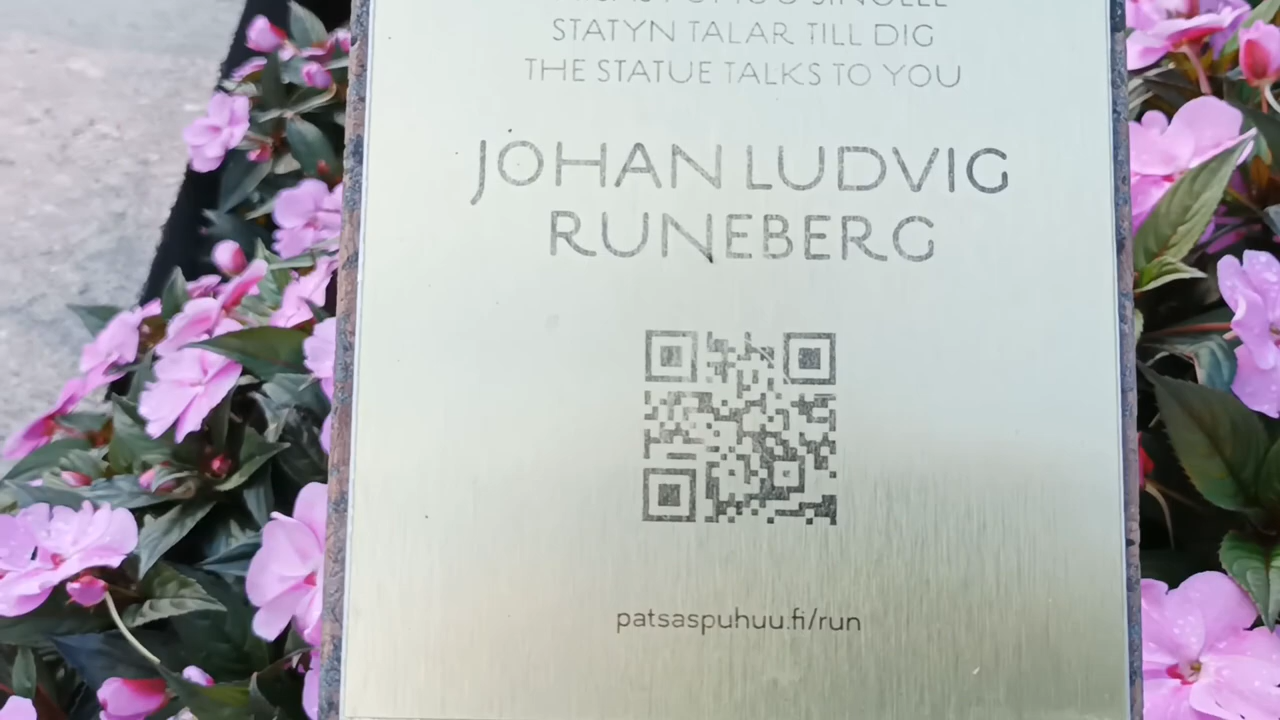 STATYN TALAR TILL DIG
THE STATUE TALKS TO YOU
JOHAN LUDVIG
RUNEBERG
patsaspuhuu.fi/run